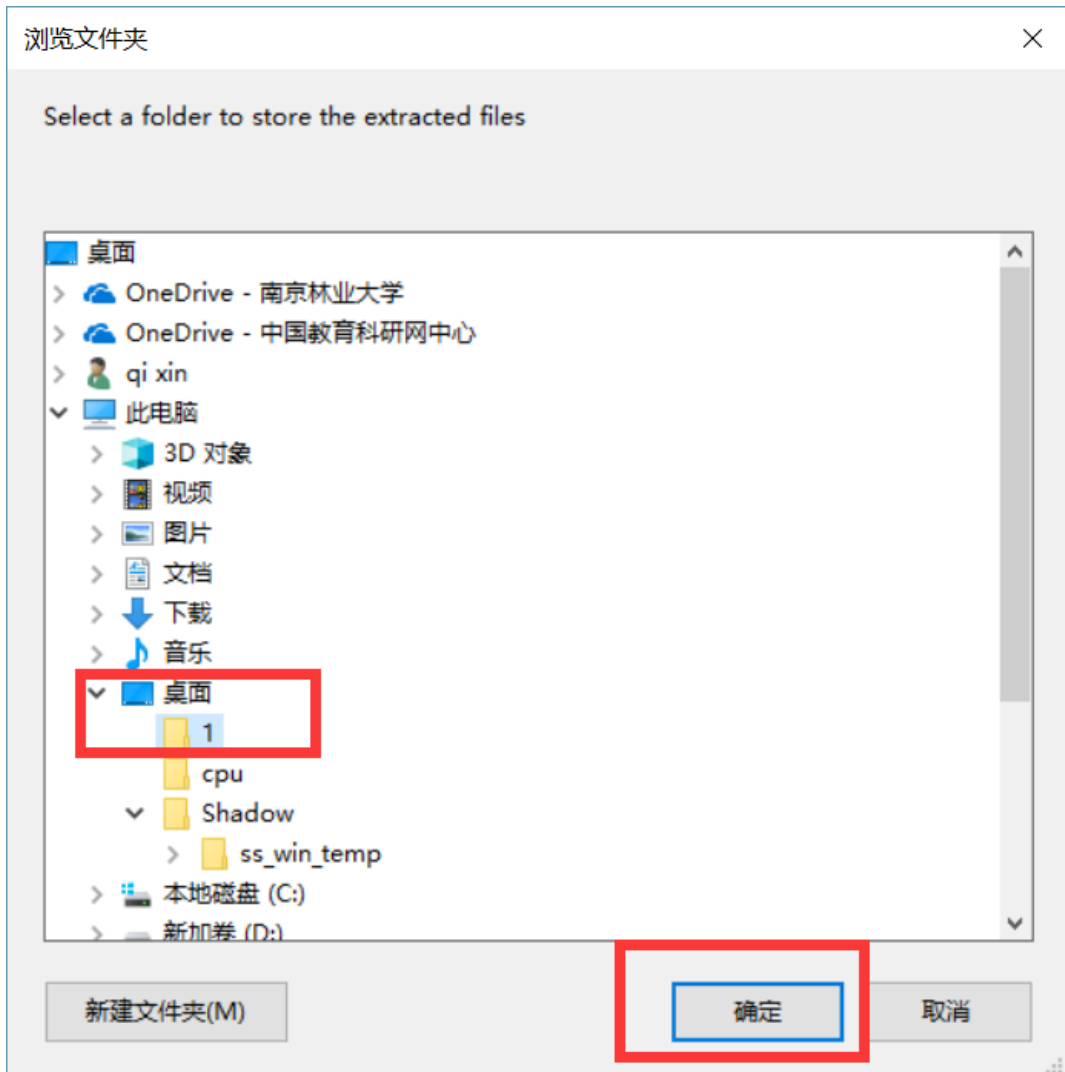 浏览文件夹
Select a folder to store the extracted files
桌面
OneDrive - 南京林业大学
OneDrive - 中国教育科研网中心
qi xin
此电脑
3D 对象
视频
图片
文档
下载
音乐
桌面
1
cpu
Shadow
ss_win_temp
本地磁盘 (C:)
新加卷 (D:)
新建文件夹(M) 确定 取消